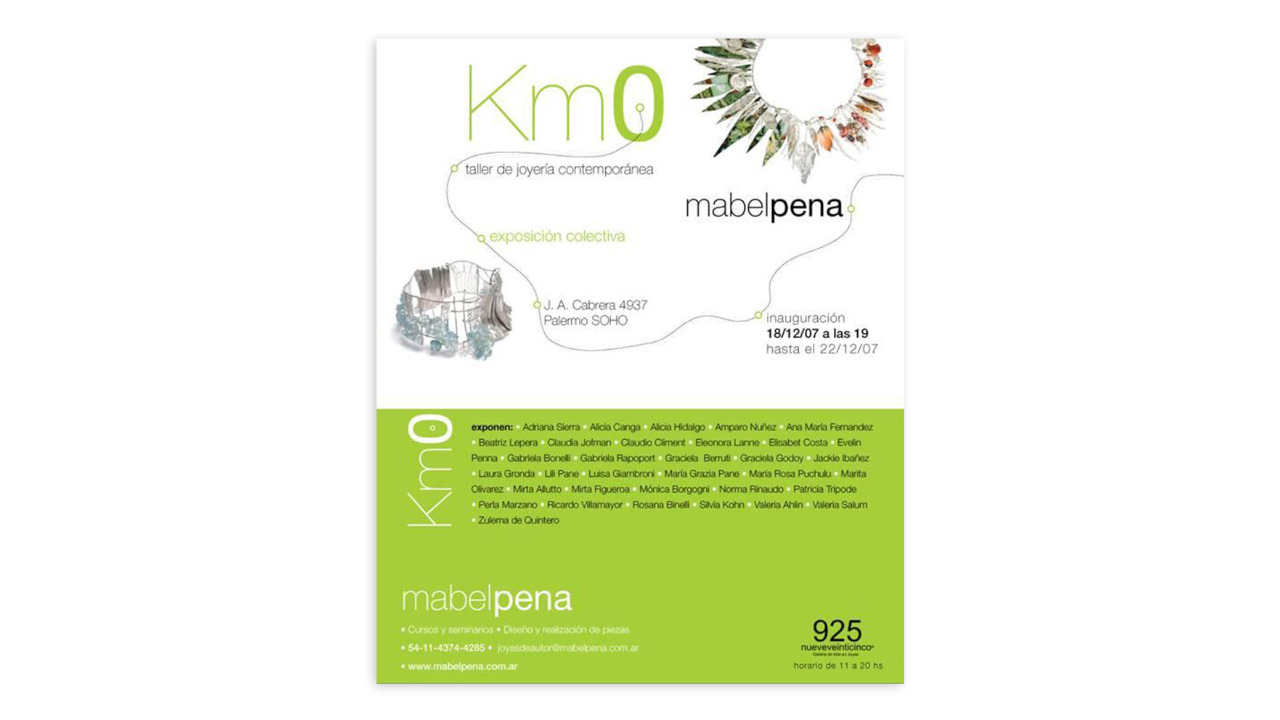 Km0
taller de joyería contemporánea
mabelpena
exposición colectiva
J. A. Cabrera 4937
Palermo SOHO
inauguración
18/12/07 a las 19
hasta el 22/12/07
Km0
exponen: • Adriana Sierra • Alicia Canga • Alicia Hidalgo • Amparo Nuñez • Ana María Fernandez
• Beatriz Lepera • Claudia Jofman • Claudio Climent • Eleonora Lanne • Elisabet Costa • Evelin
Penna • Gabriela Bonelli • Gabriela Rapoport • Graciela Berruti • Graciela Godoy • Jackie Ibañez
• Laura Gronda • Lili Pane • Luisa Giambroni • María Grazia Pane • María Rosa Puchulu • Marita
Olivarez • Mirta Allutto • Mirta Figueroa • Mónica Borgogni • Norma Rinaudo • Patricia Tripode
• Perla Marzano • Ricardo Villamayor • Rosana Binelli • Silvia Kohn • Valeria Ahlin • Valeria Salum
• Zulema de Quintero
mabelpena
• Cursos y seminarios • Diseño y realización de piezas
• 54-11-4374-4285 • joyasdeautor@mabelpena.com.ar
• www.mabelpena.com.ar
925
nueveveinticinco
Galería de Arte en Joyas
horario de 11 a 20 hs